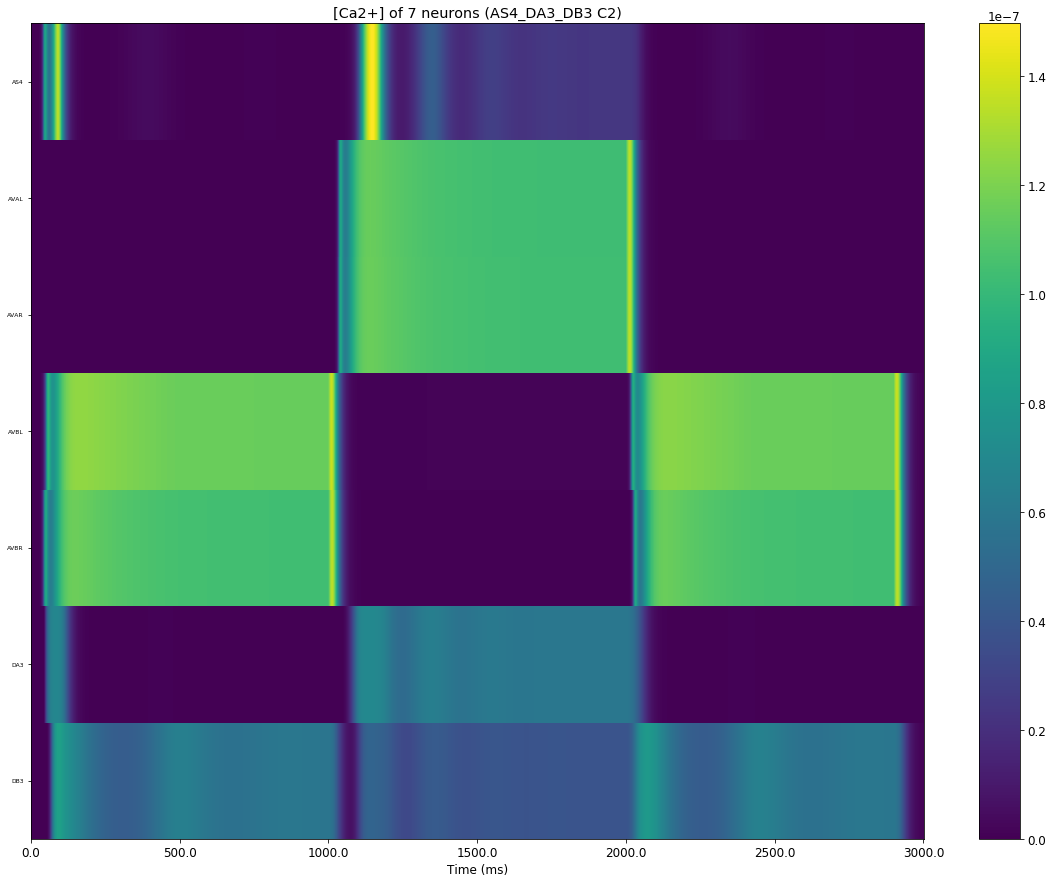 [Ca2+] of 7 neurons (AS4_DA3_DB3 C2)
1e−7
AS4
AVAL
AVAR
AVBL
AVBR
DA3
DB3
0.0 500.0 1000.0 1500.0 2000.0 2500.0 3000.0
Time (ms)
1.4
1.2
1.0
0.8
0.6
0.4
0.2
0.0